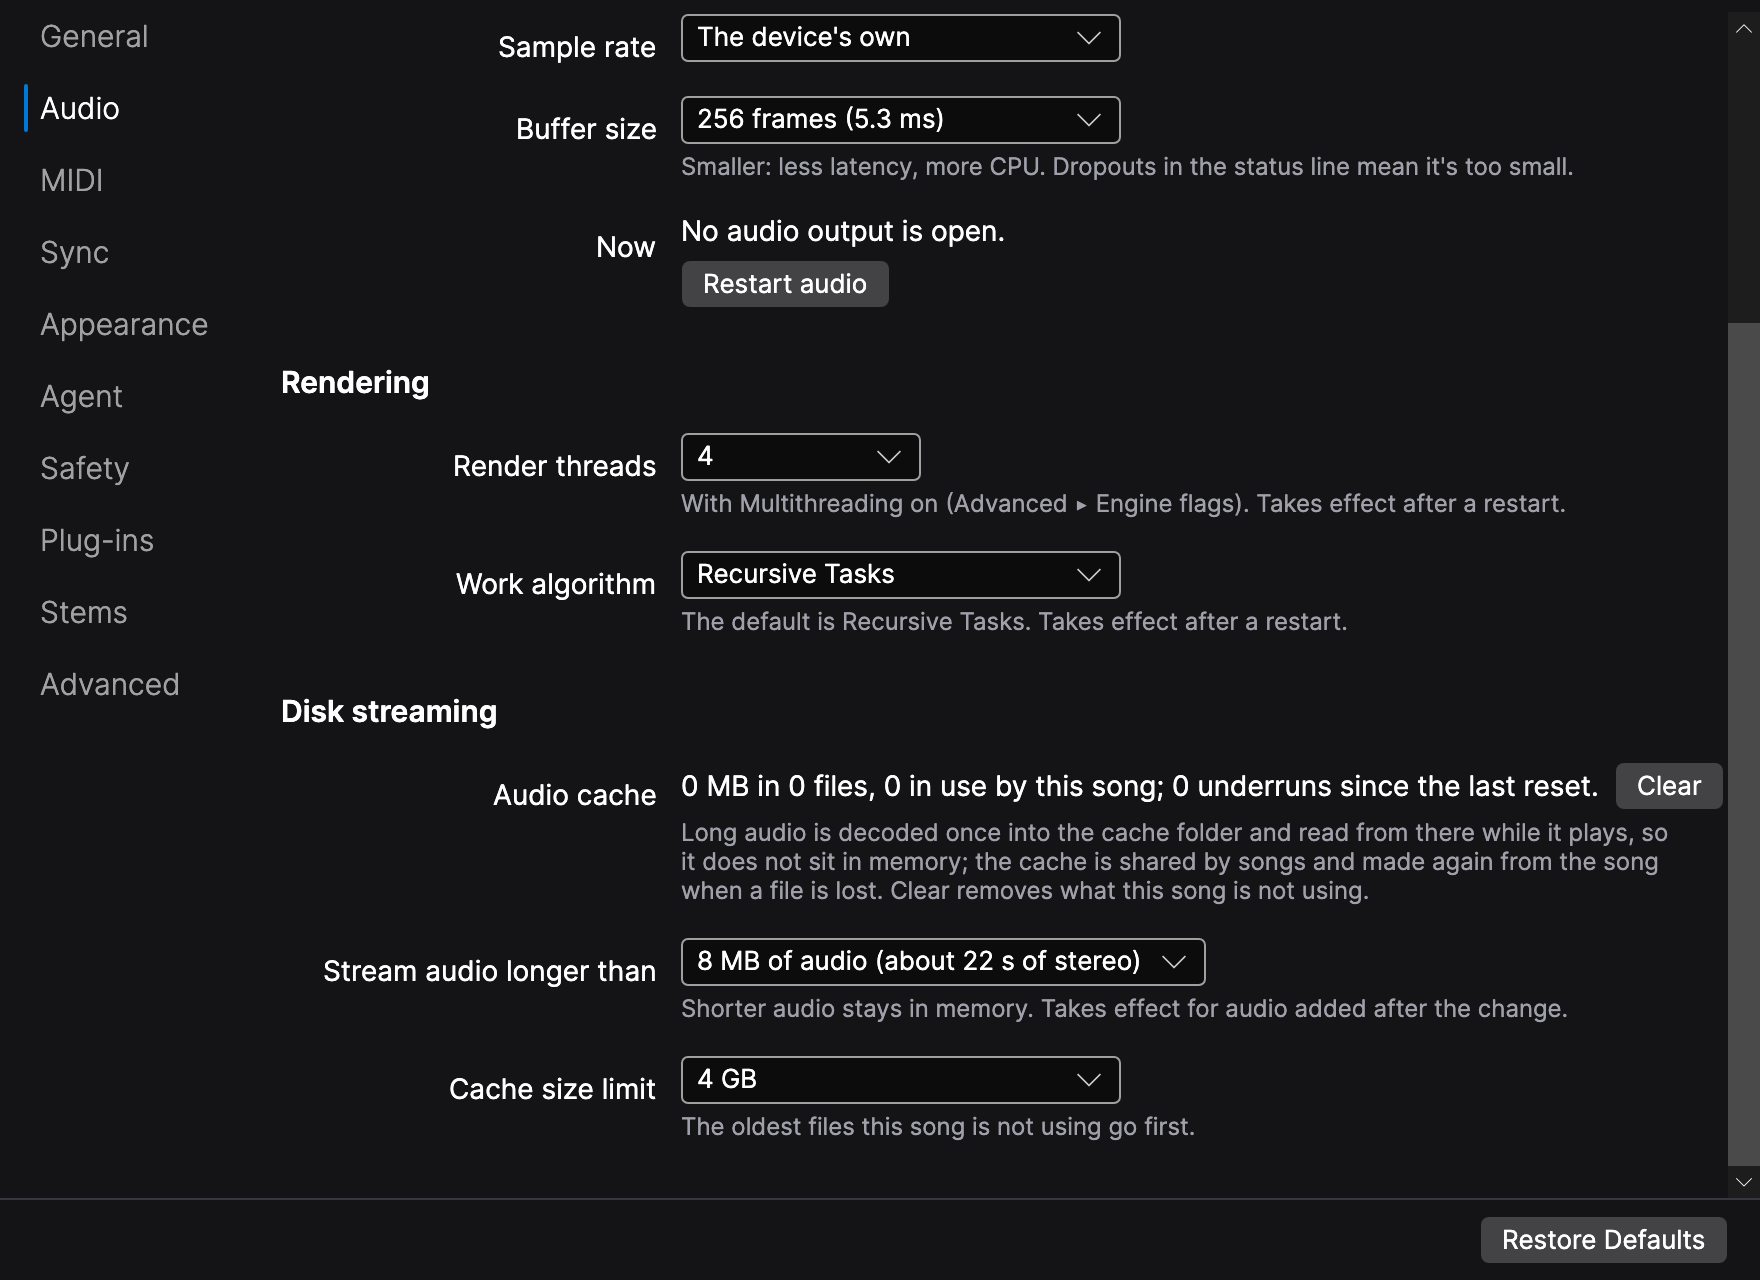 General
Audio
MIDI
Sync
Appearance
Agent
Safety
Plug-ins
Stems
Advanced
Sample rate The device's own
Buffer size 256 frames (5.3 ms)
Smaller: less latency, more CPU. Dropouts in the status line mean it's too small.
Now No audio output is open.
Restart audio
Rendering
Render threads 4
With Multithreading on (Advanced ▸ Engine flags). Takes effect after a restart.
Work algorithm Recursive Tasks
The default is Recursive Tasks. Takes effect after a restart.
Disk streaming
Audio cache 0 MB in 0 files, 0 in use by this song; 0 underruns since the last reset. Clear
Long audio is decoded once into the cache folder and read from there while it plays, so
it does not sit in memory; the cache is shared by songs and made again from the song
when a file is lost. Clear removes what this song is not using.
Stream audio longer than 8 MB of audio (about 22 s of stereo)
Shorter audio stays in memory. Takes effect for audio added after the change.
Cache size limit 4 GB
The oldest files this song is not using go first.
Restore Defaults